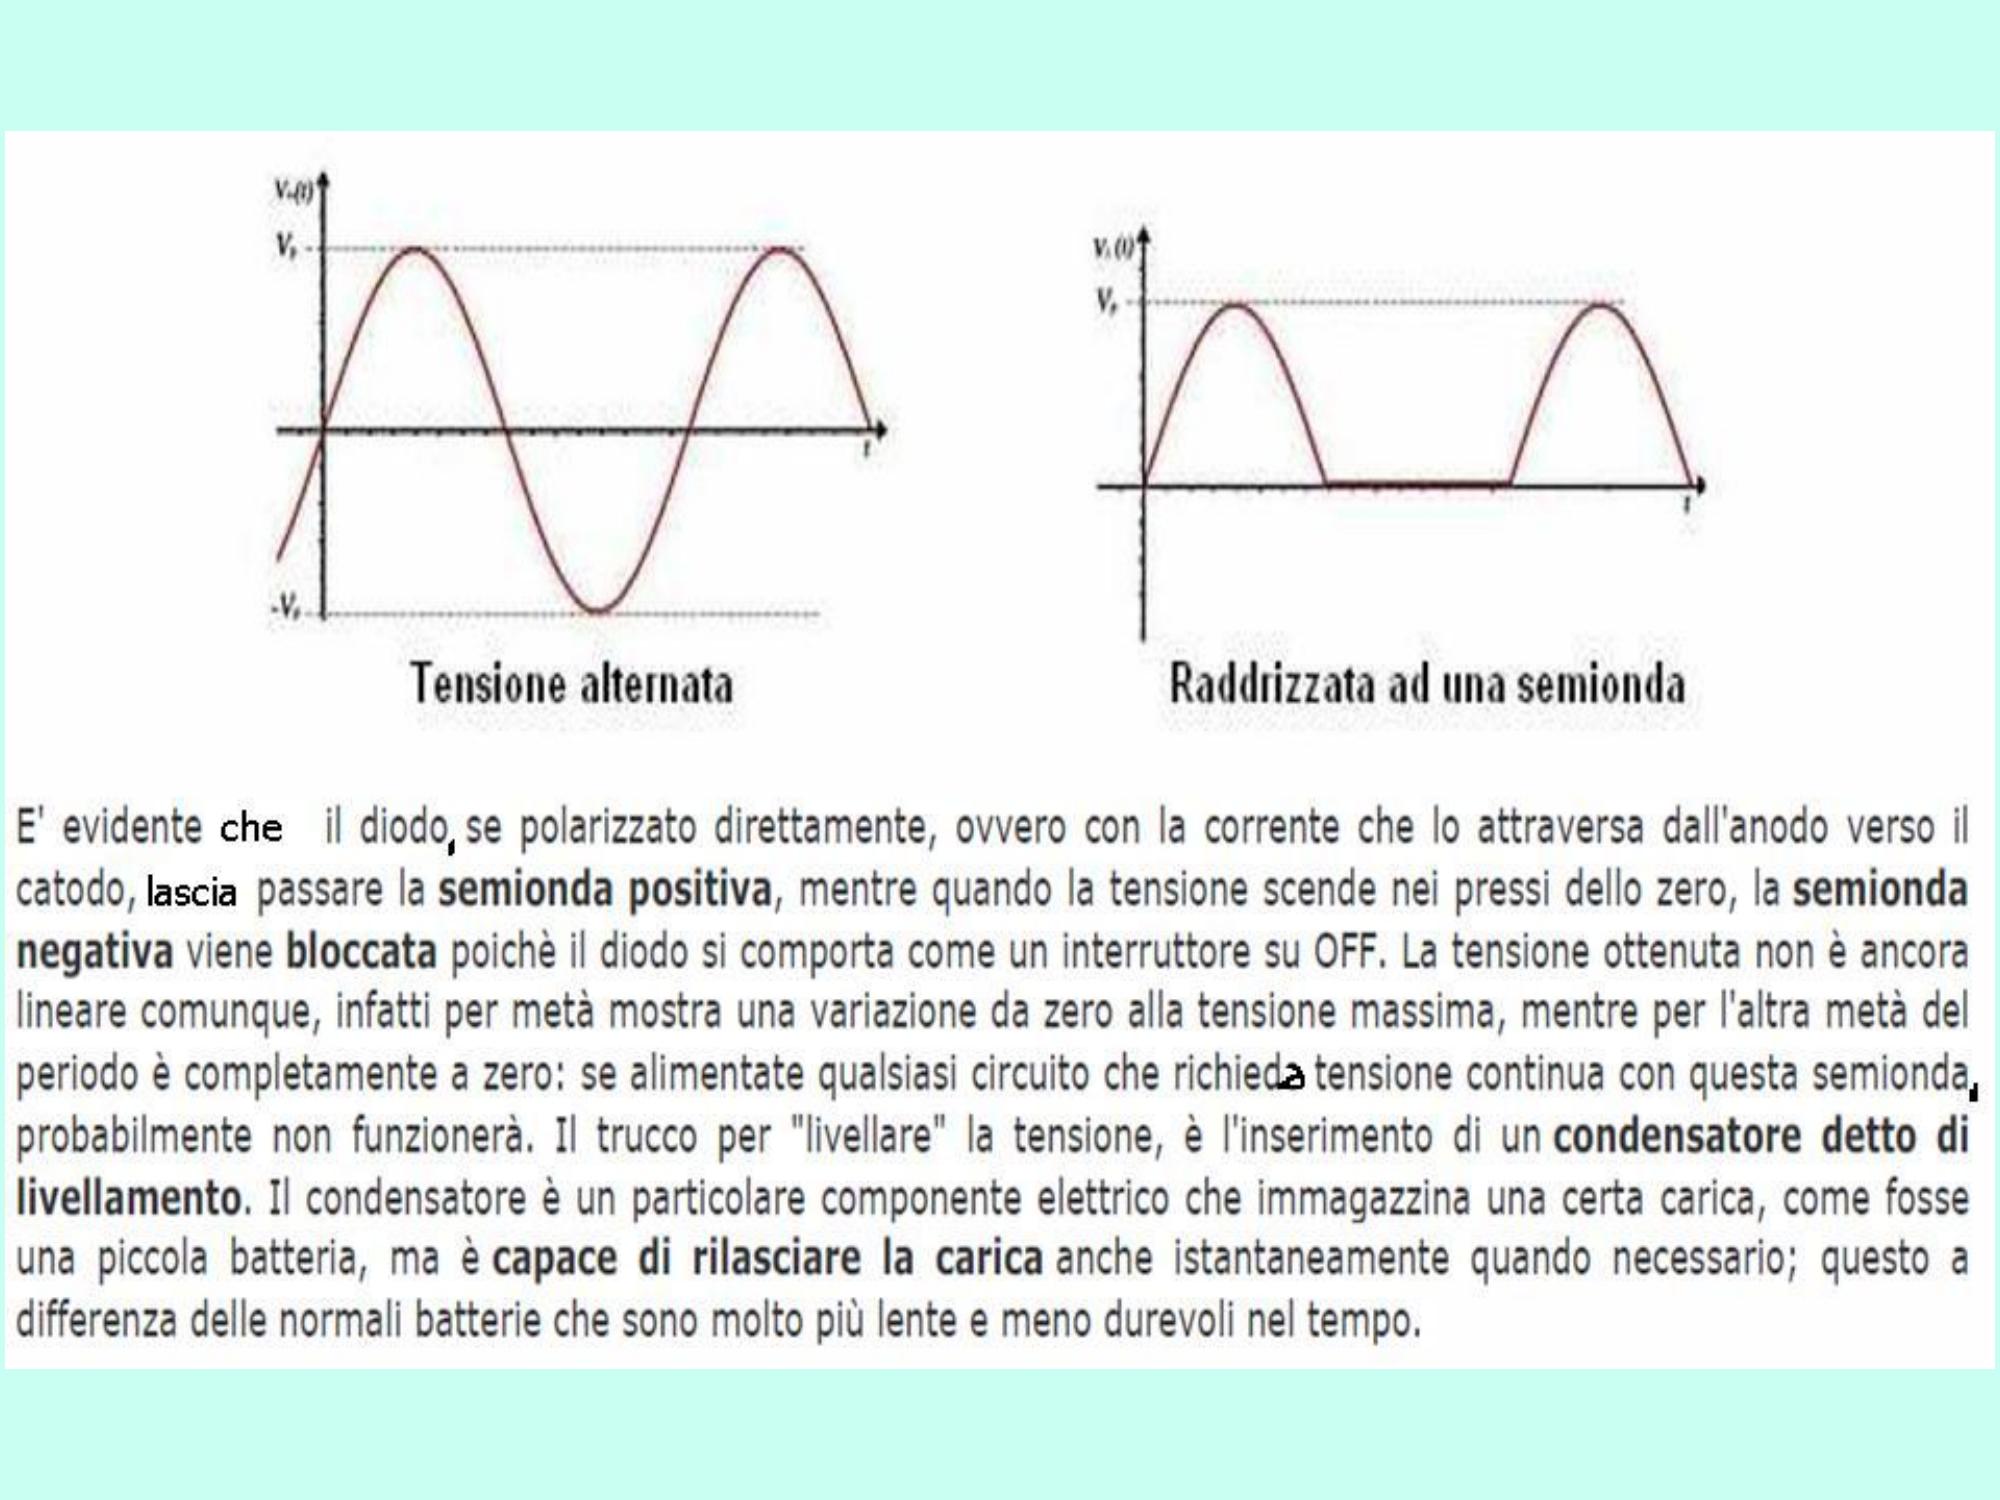 t
t
-V
Tensione alternata
Raddrizzata ad una semionda
E' evidente che il diodo, se polarizzato direttamente, ovvero con la corrente che lo attraversa dall'anodo verso il
catodo, lascia passare la semionda positiva, mentre quando la tensione scende nei pressi dello zero, la semionda
negativa viene bloccata poichè il diodo si comporta come un interruttore su OFF. La tensione ottenuta non è ancora
lineare comunque, infatti per metà mostra una variazione da zero alla tensione massima, mentre per l'altra metà del
periodo è completamente a zero: se alimentate qualsiasi circuito che richieda tensione continua con questa semionda,
probabilmente non funzionerà. Il trucco per "livellare" la tensione, è l'inserimento di un condensatore detto di
livellamento. Il condensatore è un particolare componente elettrico che immagazzina una certa carica, come fosse
una piccola batteria, ma è capace di rilasciare la carica anche istantaneamente quando necessario; questo a
differenza delle normali batterie che sono molto più lente e meno durevoli nel tempo.